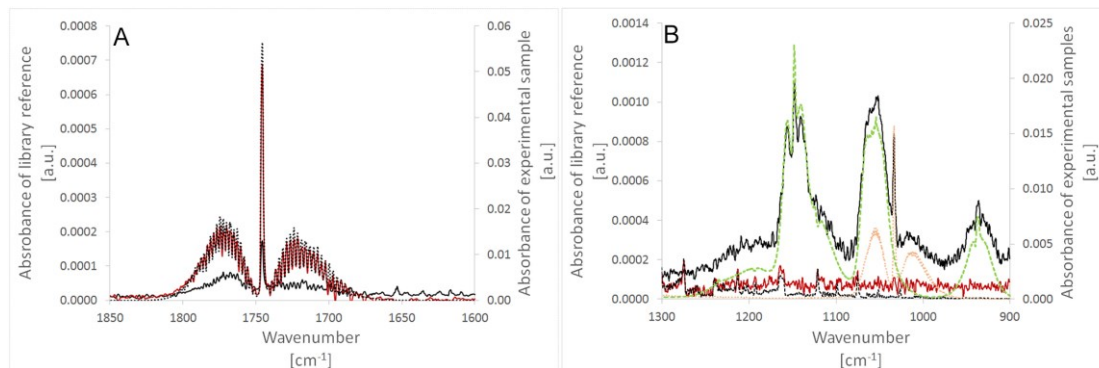 A
0.0008
0.0007
0.0006
0.0005
0.0004
0.0003
0.0002
0.0001
0.0000
Absrobance of library reference
[a.u.]
0.06
0.05
0.04
0.03
0.02
0.01
0.00
Absorbance of experimental sample
[a.u.]
1850 1800 1750 1700 1650 1600
Wavenumber
[cm-1]
B
0.0014
0.0012
0.0010
0.0008
0.0006
0.0004
0.0002
0.0000
Absrobance of library reference
[a.u.]
0.025
0.020
0.015
0.010
0.005
0.000
Absorbance of experimental samples
[a.u.]
1300 1200 1100 1000 900
Wavenumber
[cm-1]